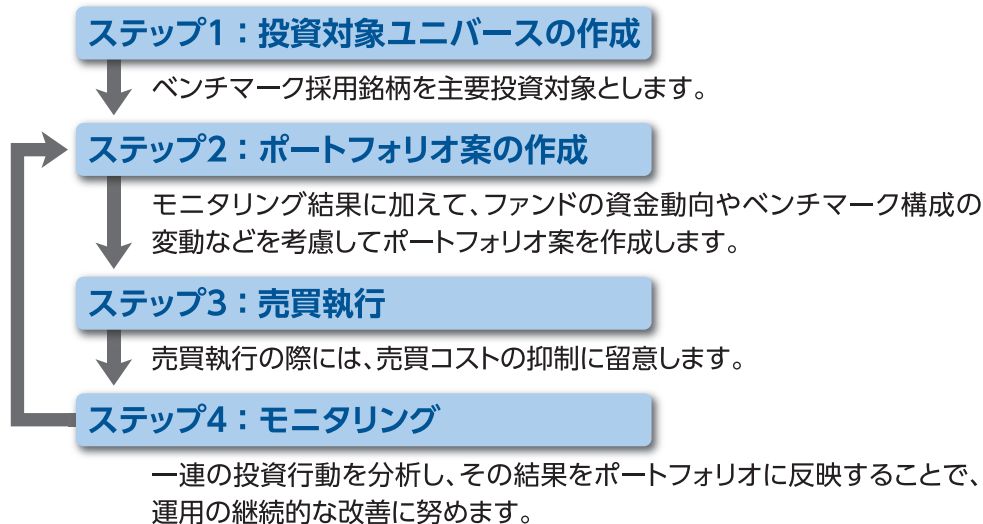 ステップ1：投資対象ユニバースの作成
ベンチマーク採用銘柄を主要投資対象とします。
ステップ2：ポートフォリオ案の作成
モニタリング結果に加えて、ファンドの資金動向やベンチマーク構成の
変動などを考慮してポートフォリオ案を作成します。
ステップ3：売買執行
売買執行の際には、売買コストの抑制に留意します。
ステップ4：モニタリング
一連の投資行動を分析し、その結果をポートフォリオに反映することで、
運用の継続的な改善に努めます。